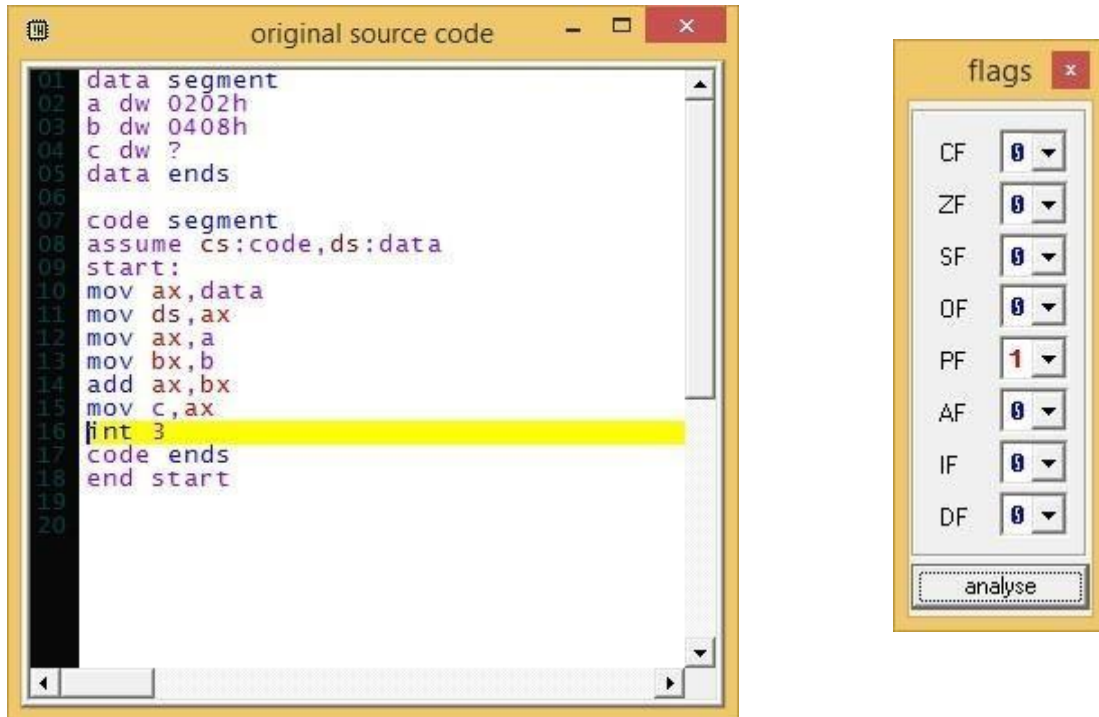 original source code
01 data segment
02 a dw 0202h
03 b dw 0408h
04 c dw ?
05 data ends
06
07 code segment
08 assume cs:code,ds:data
09 start:
10 mov ax,data
11 mov ds,ax
12 mov ax,a
13 mov bx,b
14 add ax,bx
15 mov c,ax
16 int 3
17 code ends
18 end start
19
20
flags
CF 0
ZF 0
SF 0
OF 0
PF 1
AF 0
IF 0
DF 0
analyse